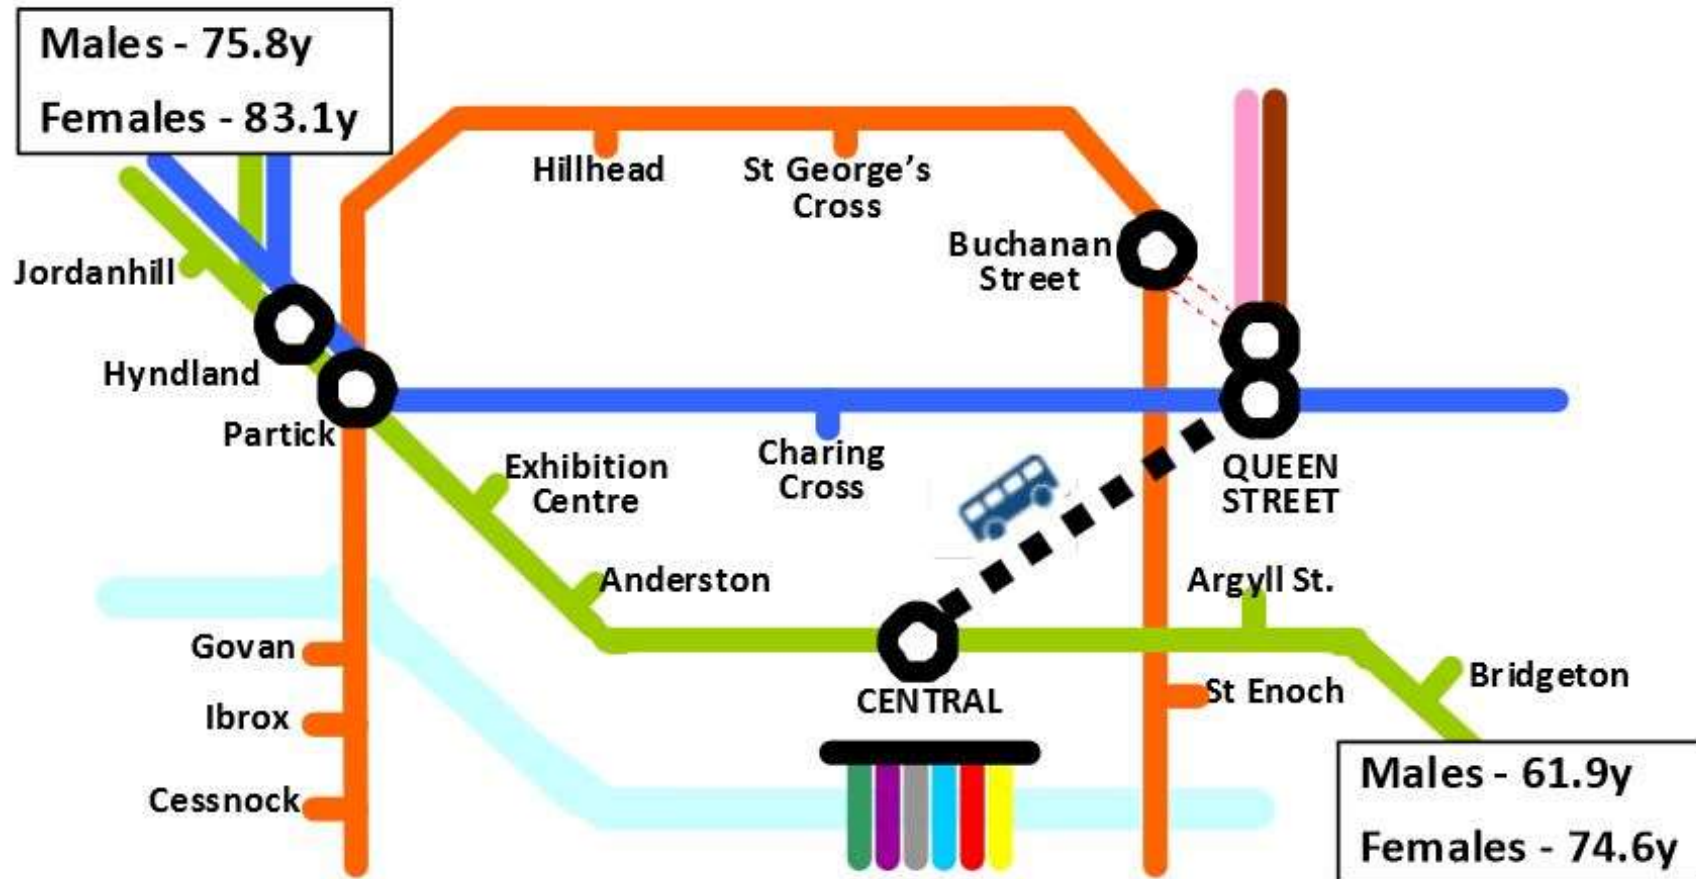 Males - 75.8y
Females - 83.1y
Hillhead
St George’s
Cross
Buchanan
Street
Jordanhill
Hyndland
Partick
Exhibition
Centre
Charing
Cross
QUEEN
STREET
Anderston
Argyll St.
Govan
Bridgeton
CENTRAL
St Enoch
Ibrox
Cessnock
Males - 61.9y
Females - 74.6y